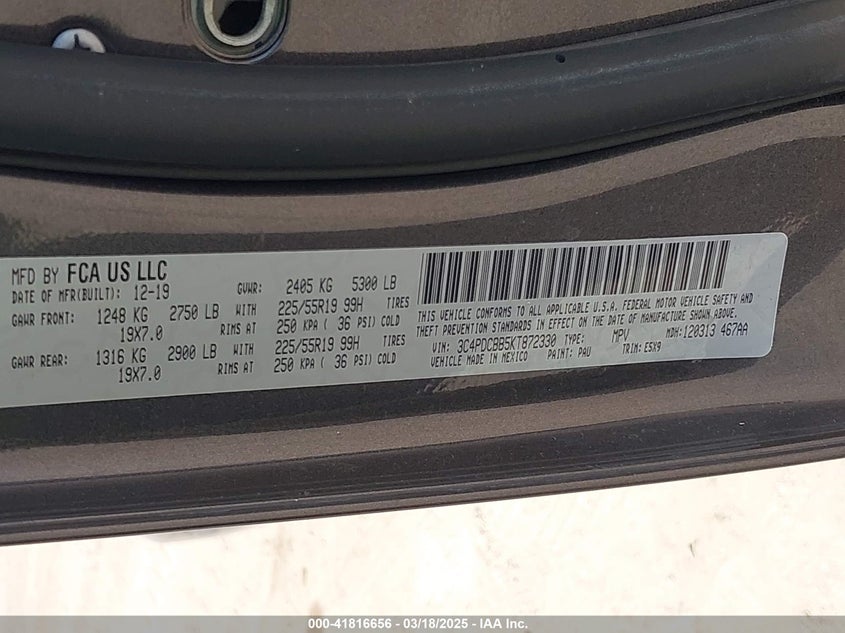 MFD BY FCA US LLC
DATE OF MFR(BUILT): 12-19 GVWR: 2405 KG 5300 LB
GAWR FRONT: 1248 KG 2750 LB WITH 225/55R19 99H TIRES
19X7.0 RIMS AT 250 KPA ( 36 PSI) COLD
GAWR REAR: 1316 KG 2900 LB WITH 225/55R19 99H TIRES
19X7.0 RIMS AT 250 KPA ( 36 PSI) COLD
THIS VEHICLE CONFORMS TO ALL APPLICABLE U.S.A. FEDERAL MOTOR VEHICLE SAFETY AND
THEFT PREVENTION STANDARDS IN EFFECT ON THE DATE OF MANUFACTURE SHOWN ABOVE.
VIN: 3C4PDCBB5KT872330 TYPE: MPV MDH: 120313 467AA
VEHICLE MADE IN MEXICO PAINT: PAU TRIM: E5X9
000-41816656 - 03/18/2025 - IAA Inc.